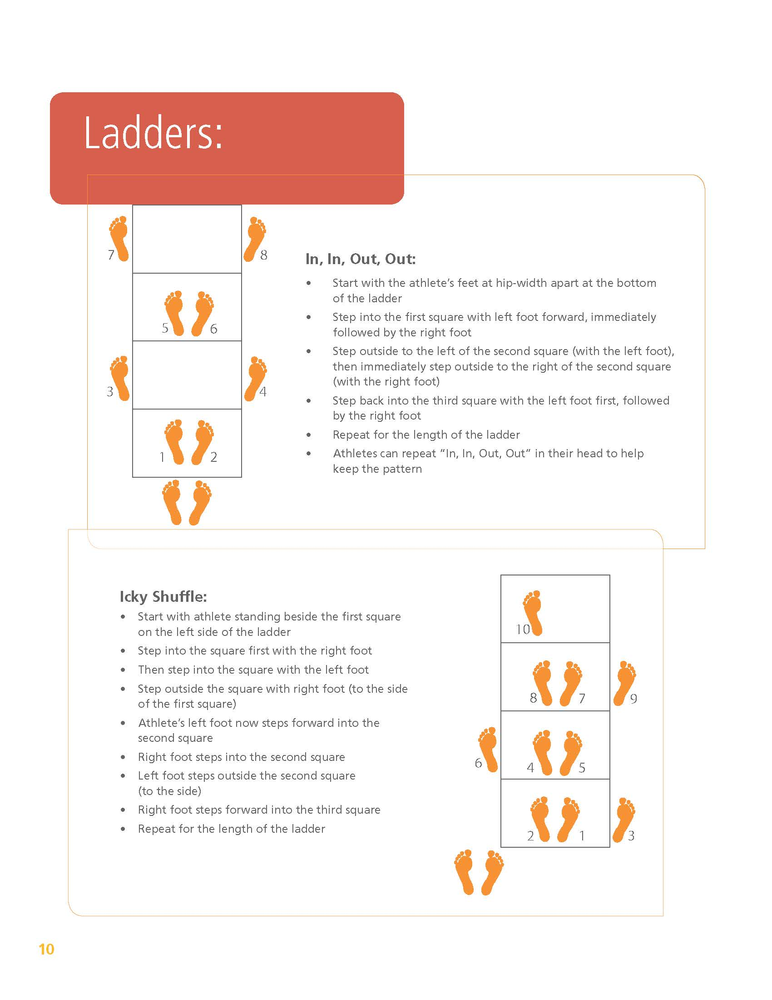 Ladders:
7
8
5
6
3
4
1
2
In, In, Out, Out:
• Start with the athlete’s feet at hip-width apart at the bottom
of the ladder
• Step into the first square with left foot forward, immediately
followed by the right foot
• Step outside to the left of the second square (with the left foot),
then immediately step outside to the right of the second square
(with the right foot)
• Step back into the third square with the left foot first, followed
by the right foot
• Repeat for the length of the ladder
• Athletes can repeat “In, In, Out, Out” in their head to help
keep the pattern
Icky Shuffle:
• Start with athlete standing beside the first square
on the left side of the ladder
• Step into the square first with the right foot
• Then step into the square with the left foot
• Step outside the square with right foot (to the side
of the first square)
• Athlete’s left foot now steps forward into the
second square
• Right foot steps into the second square
• Left foot steps outside the second square
(to the side)
• Right foot steps forward into the third square
• Repeat for the length of the ladder
10
8
7
9
6
4
5
2
1
3
10